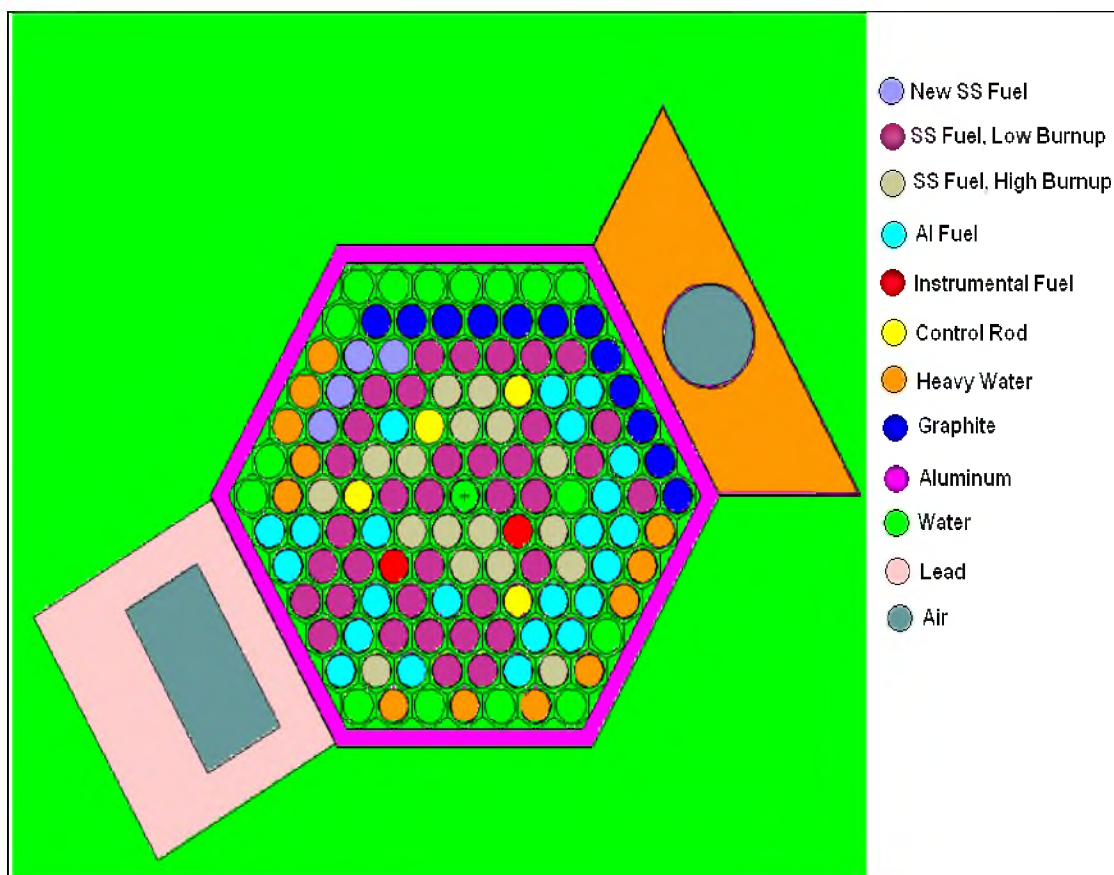 New SS Fuel
SS Fuel, Low Burnup
SS Fuel, High Burnup
Al Fuel
Instrumental Fuel
Control Rod
Heavy Water
Graphite
Aluminum
Water
Lead
Air